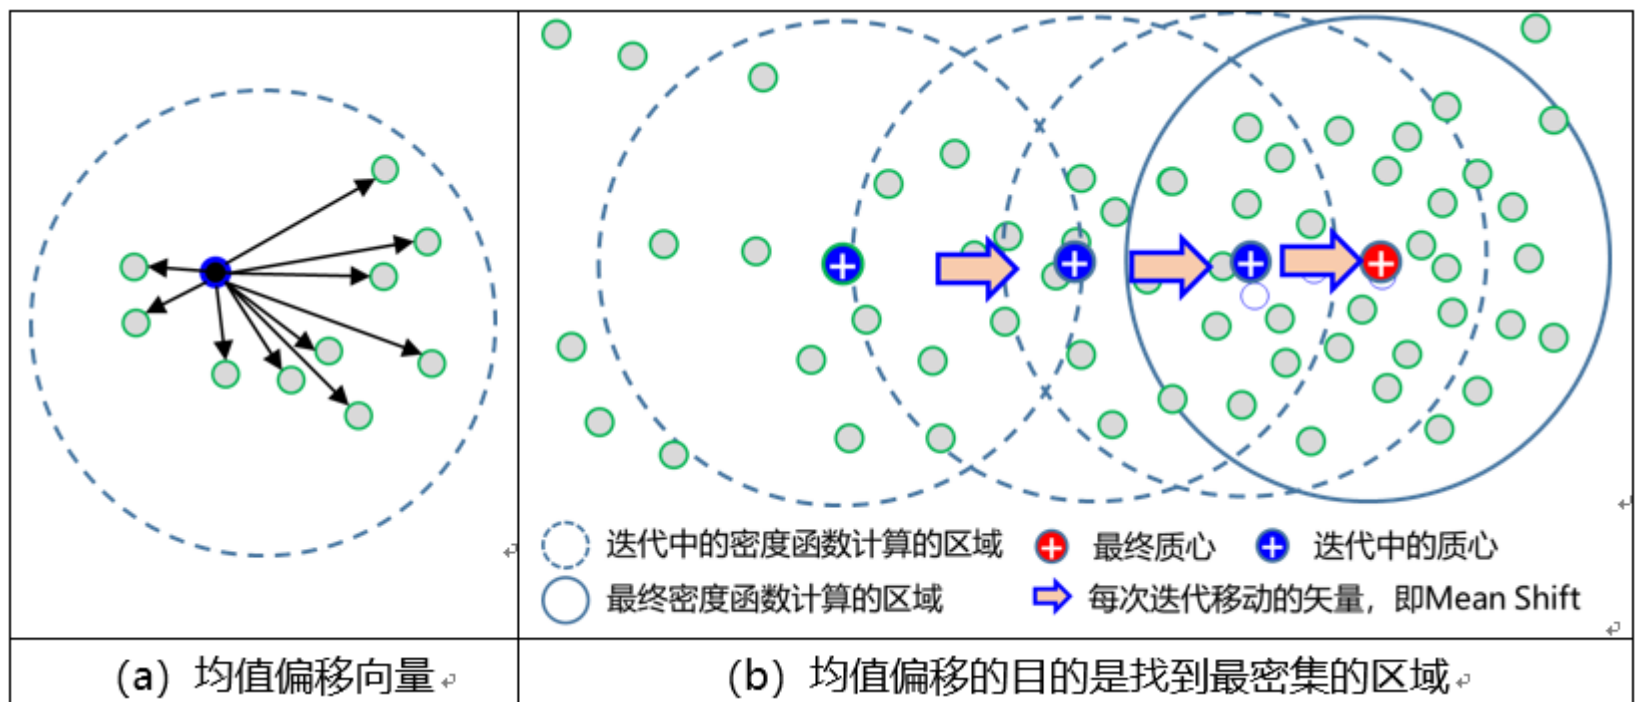 迭代中的密度函数计算的区域 最终质心 迭代中的质心
最终密度函数计算的区域 每次迭代移动的矢量，即Mean Shift
（a）均值偏移向量
（b）均值偏移的目的是找到最密集的区域